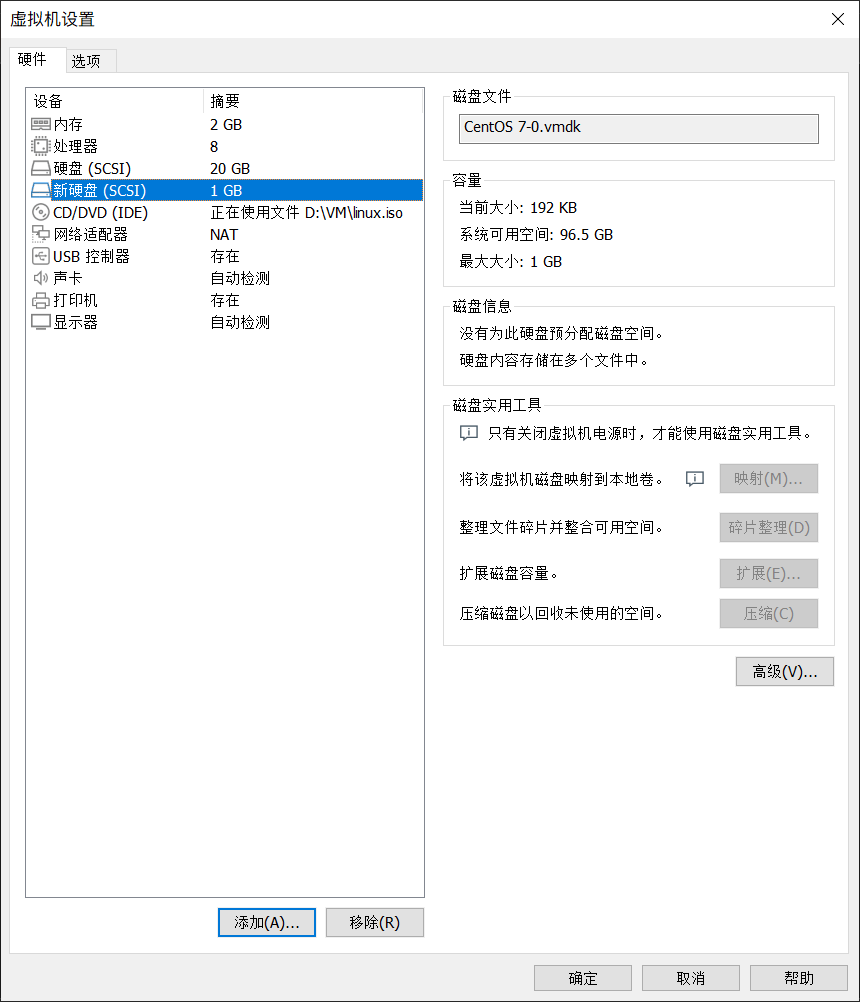 虚拟机设置
硬件 选项
设备 摘要
内存 2 GB
处理器 8
硬盘 (SCSI) 20 GB
新硬盘 (SCSI) 1 GB
CD/DVD (IDE) 正在使用文件 D:\VM\linux.iso
网络适配器 NAT
USB 控制器 存在
声卡 自动检测
打印机 存在
显示器 自动检测
添加(A)... 移除(R)
磁盘文件
CentOS 7-0.vmdk
容量
当前大小: 192 KB
系统可用空间: 96.5 GB
最大大小: 1 GB
磁盘信息
没有为此硬盘预分配磁盘空间。
硬盘内容存储在多个文件中。
磁盘实用工具
只有关闭虚拟机电源时，才能使用磁盘实用工具。
将该虚拟机磁盘映射到本地卷。 映射(M)...
整理文件碎片并整合可用空间。 碎片整理(D)
扩展磁盘容量。 扩展(E)...
压缩磁盘以回收未使用的空间。 压缩(C)
高级(V)...
确定 取消 帮助